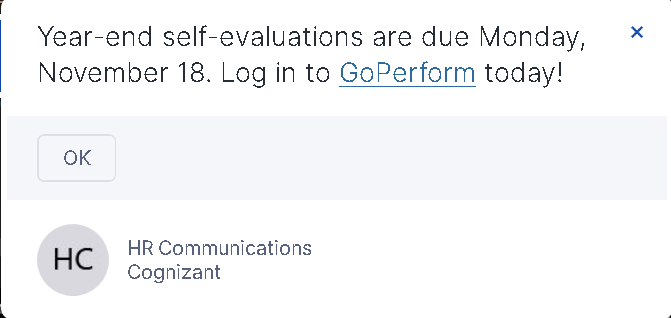 Year-end self-evaluations are due Monday,
November 18. Log in to GoPerform today!
×
OK
HC
HR Communications
Cognizant